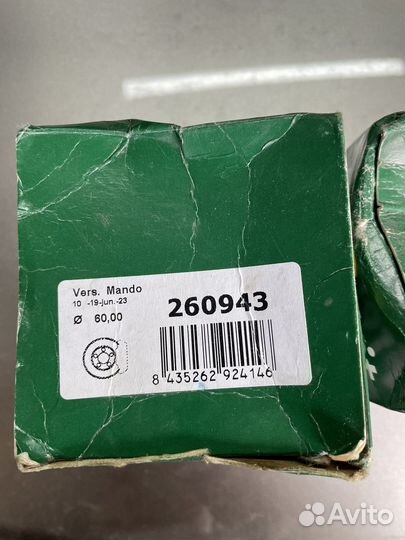 Vers. Mando
10 -19-jun.-23
Ø 60,00
260943
8 435262 924146
Avito